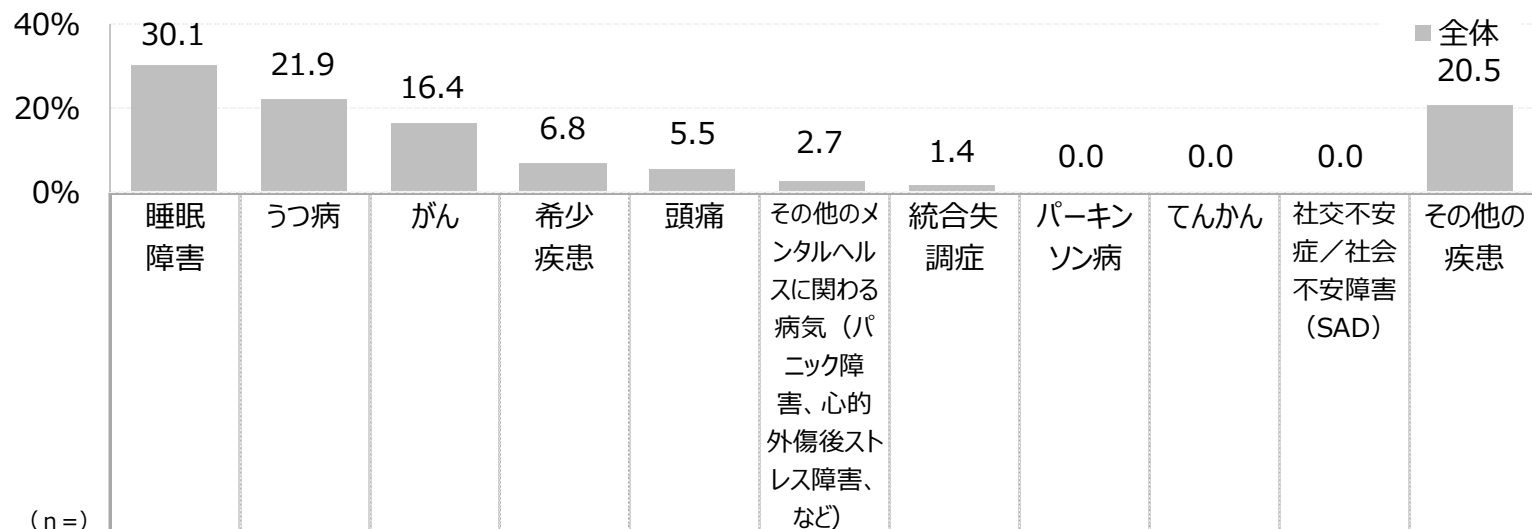 40%
20%
0%
■ 全体
30.1
21.9
16.4
6.8
5.5
2.7
1.4
0.0
0.0
0.0
20.5
睡眠
障害
うつ病
がん
希少
疾患
頭痛
その他のメ
ンタルヘル
スに関わる
病気（パ
ニック障
害、心的
外傷後スト
レス障害、
など）
統合失
調症
パーキン
ソン病
てんかん
社交不安
症／社会
不安障害
（SAD）
その他の
疾患
（n=）